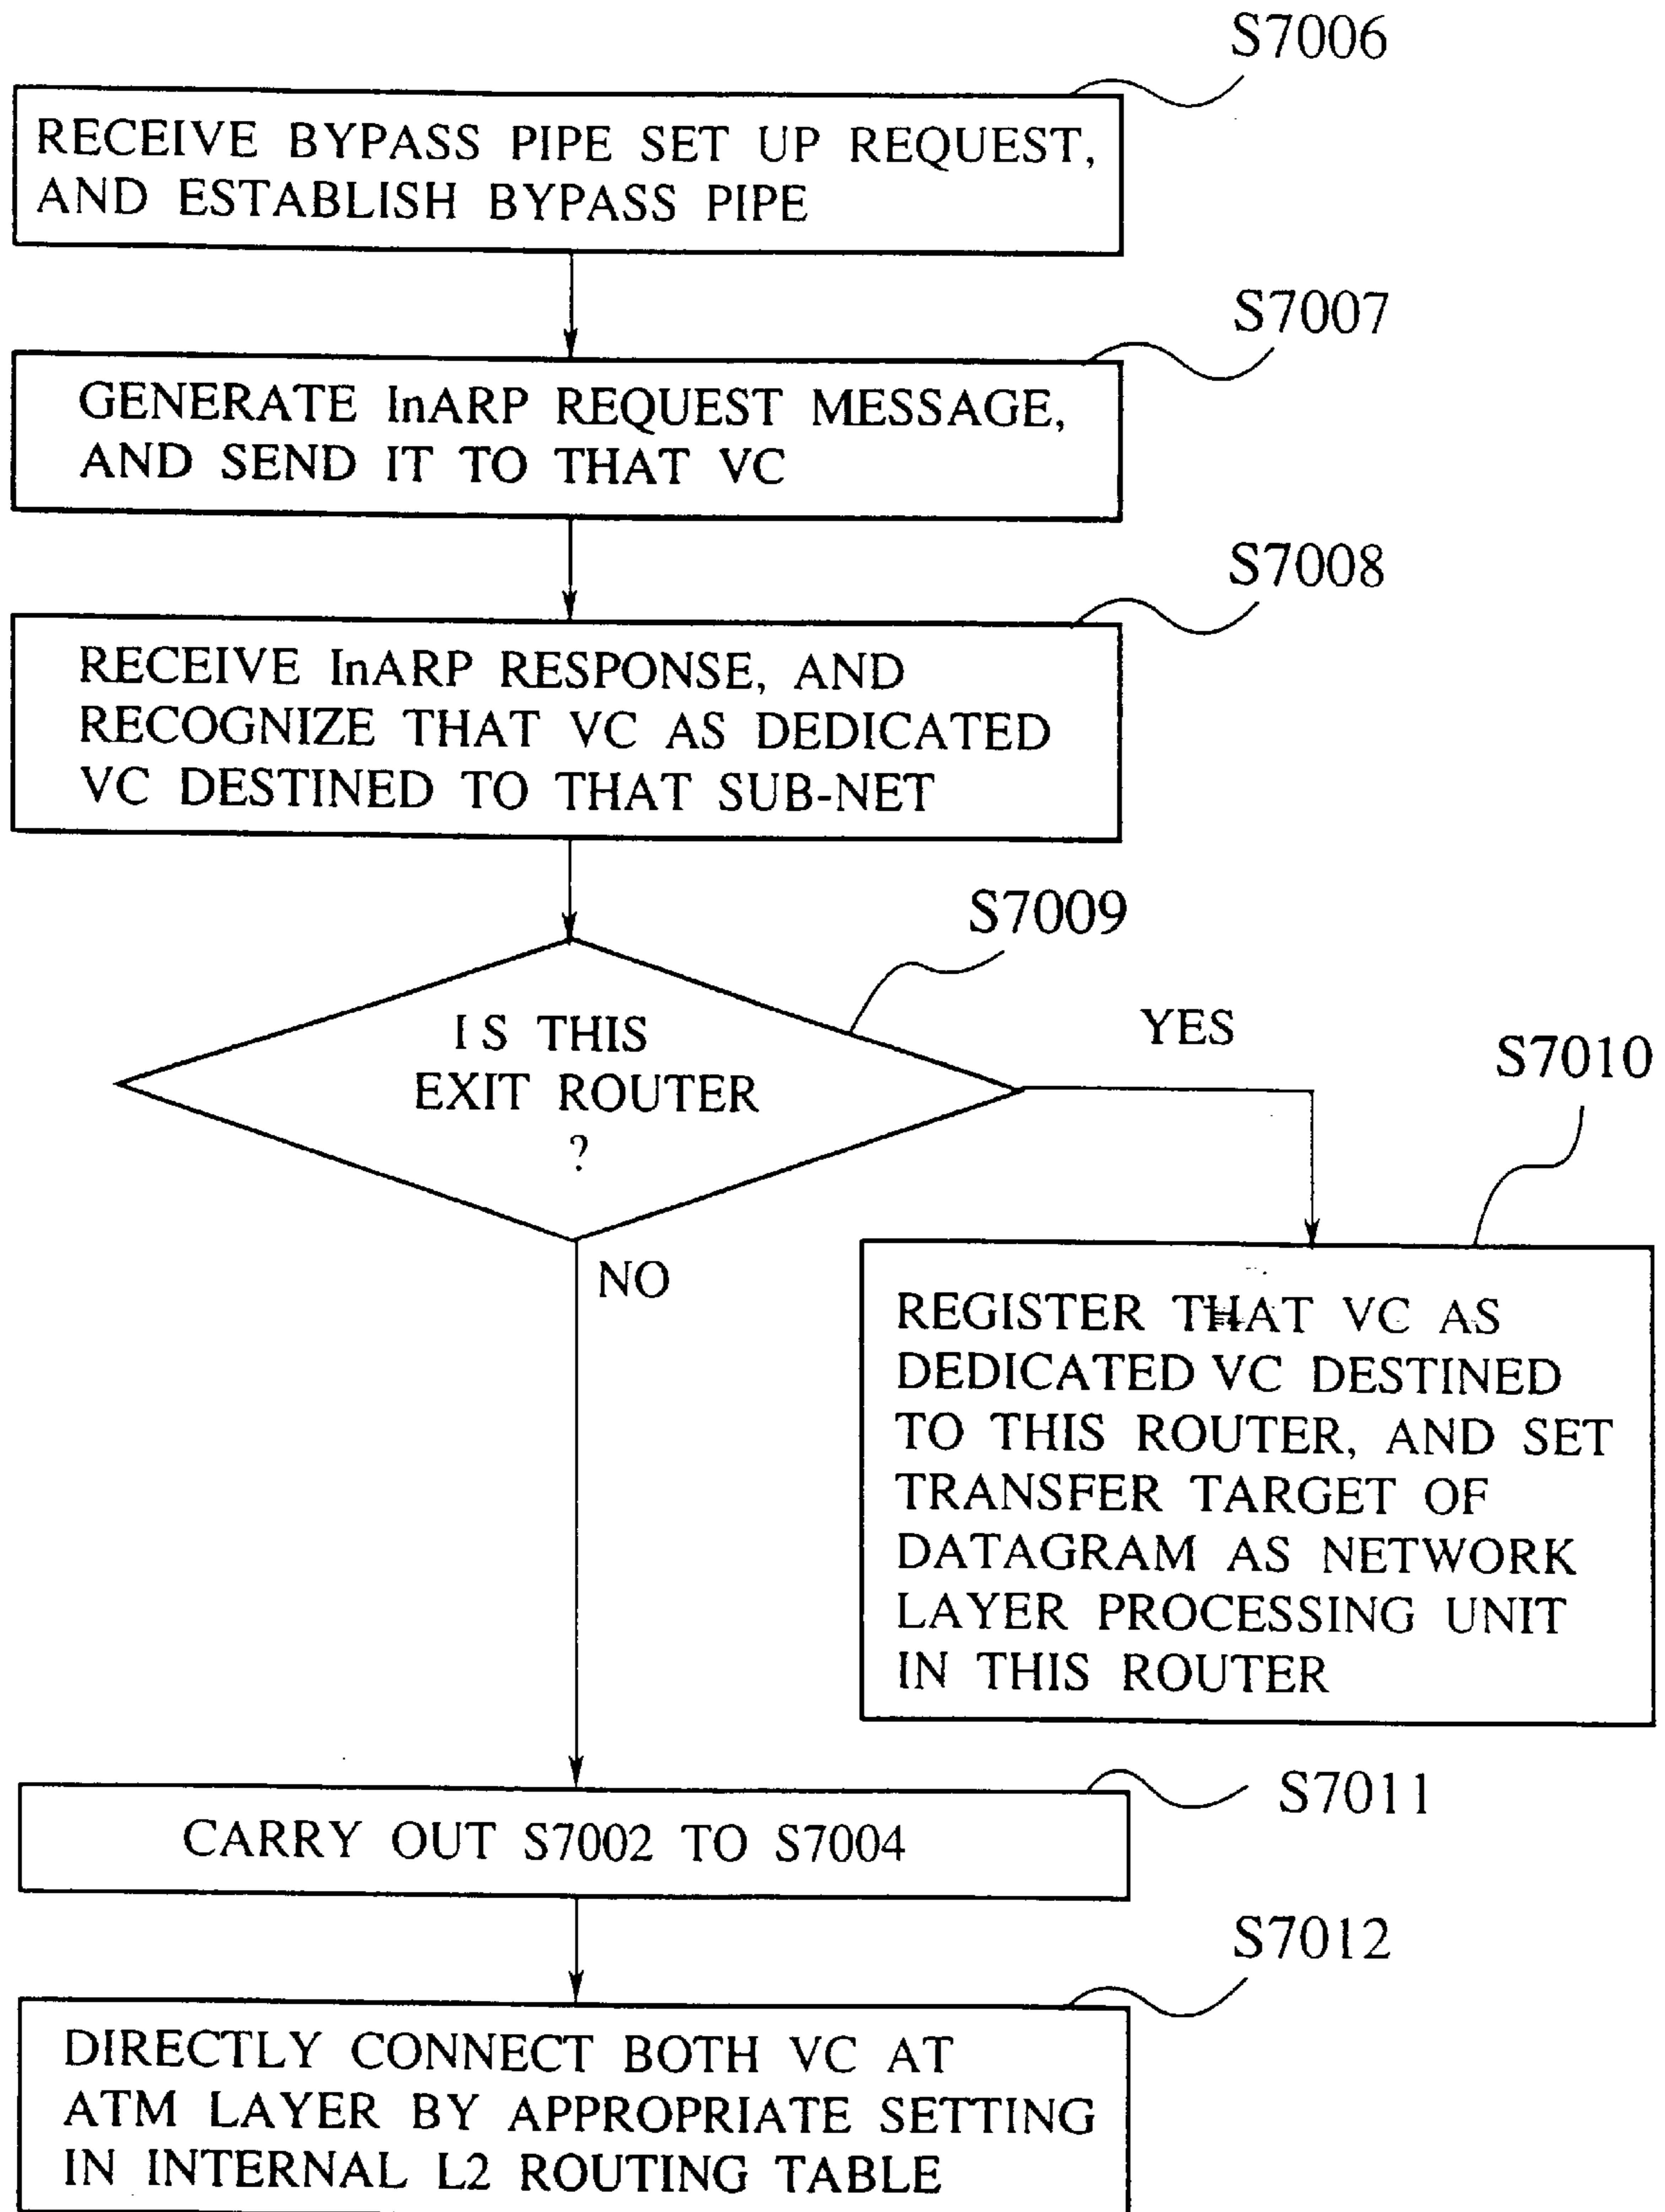 S7006
RECEIVE BYPASS PIPE SET UP REQUEST,
AND ESTABLISH BYPASS PIPE
S7007
GENERATE InARP REQUEST MESSAGE,
AND SEND IT TO THAT VC
S7008
RECEIVE InARP RESPONSE, AND
RECOGNIZE THAT VC AS DEDICATED
VC DESTINED TO THAT SUB-NET
S7009
IS THIS
EXIT ROUTER
?
YES
S7010
NO
REGISTER THAT VC AS
DEDICATED VC DESTINED
TO THIS ROUTER, AND SET
TRANSFER TARGET OF
DATAGRAM AS NETWORK
LAYER PROCESSING UNIT
IN THIS ROUTER
S7011
CARRY OUT S7002 TO S7004
S7012
DIRECTLY CONNECT BOTH VC AT
ATM LAYER BY APPROPRIATE SETTING
IN INTERNAL L2 ROUTING TABLE